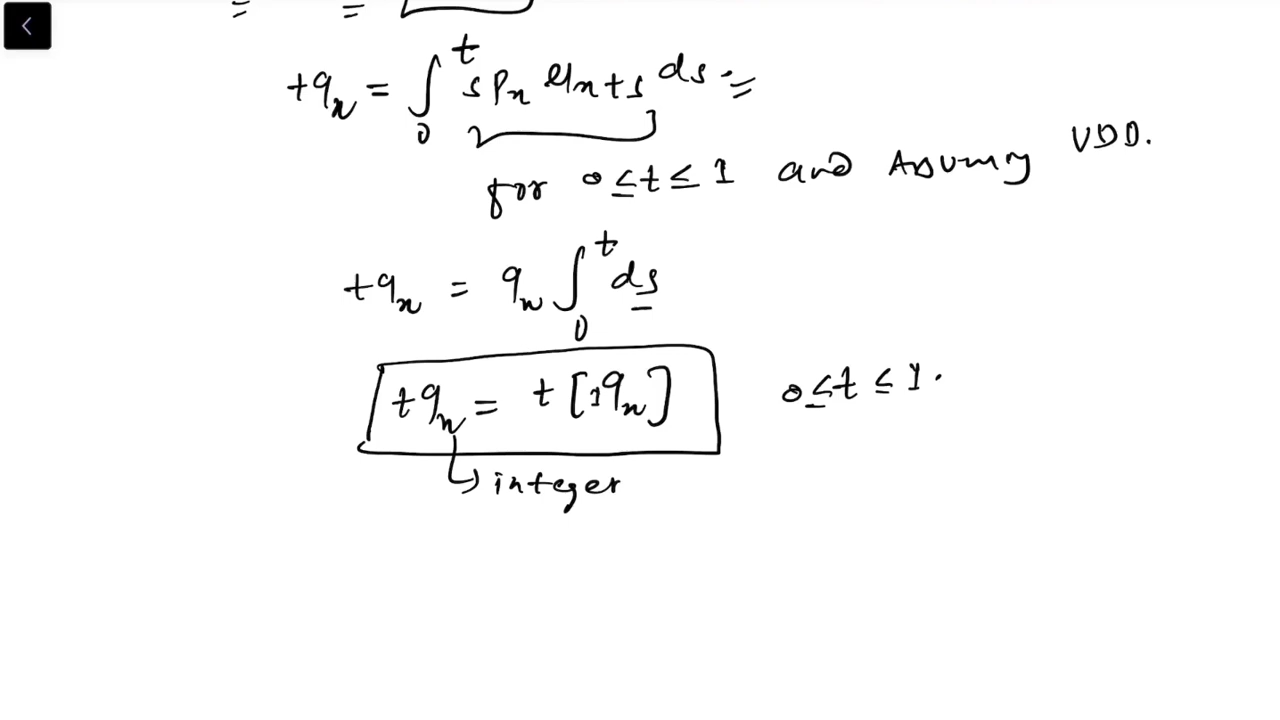 tqx = ∫₀ᵗ sPx μx+s ds.
for 0 ≤ t ≤ 1 and Assuming UDD.
tqx = qx ∫₀ᵗ ds
tqx = t [1qx] 0 ≤ t ≤ 1.
integer